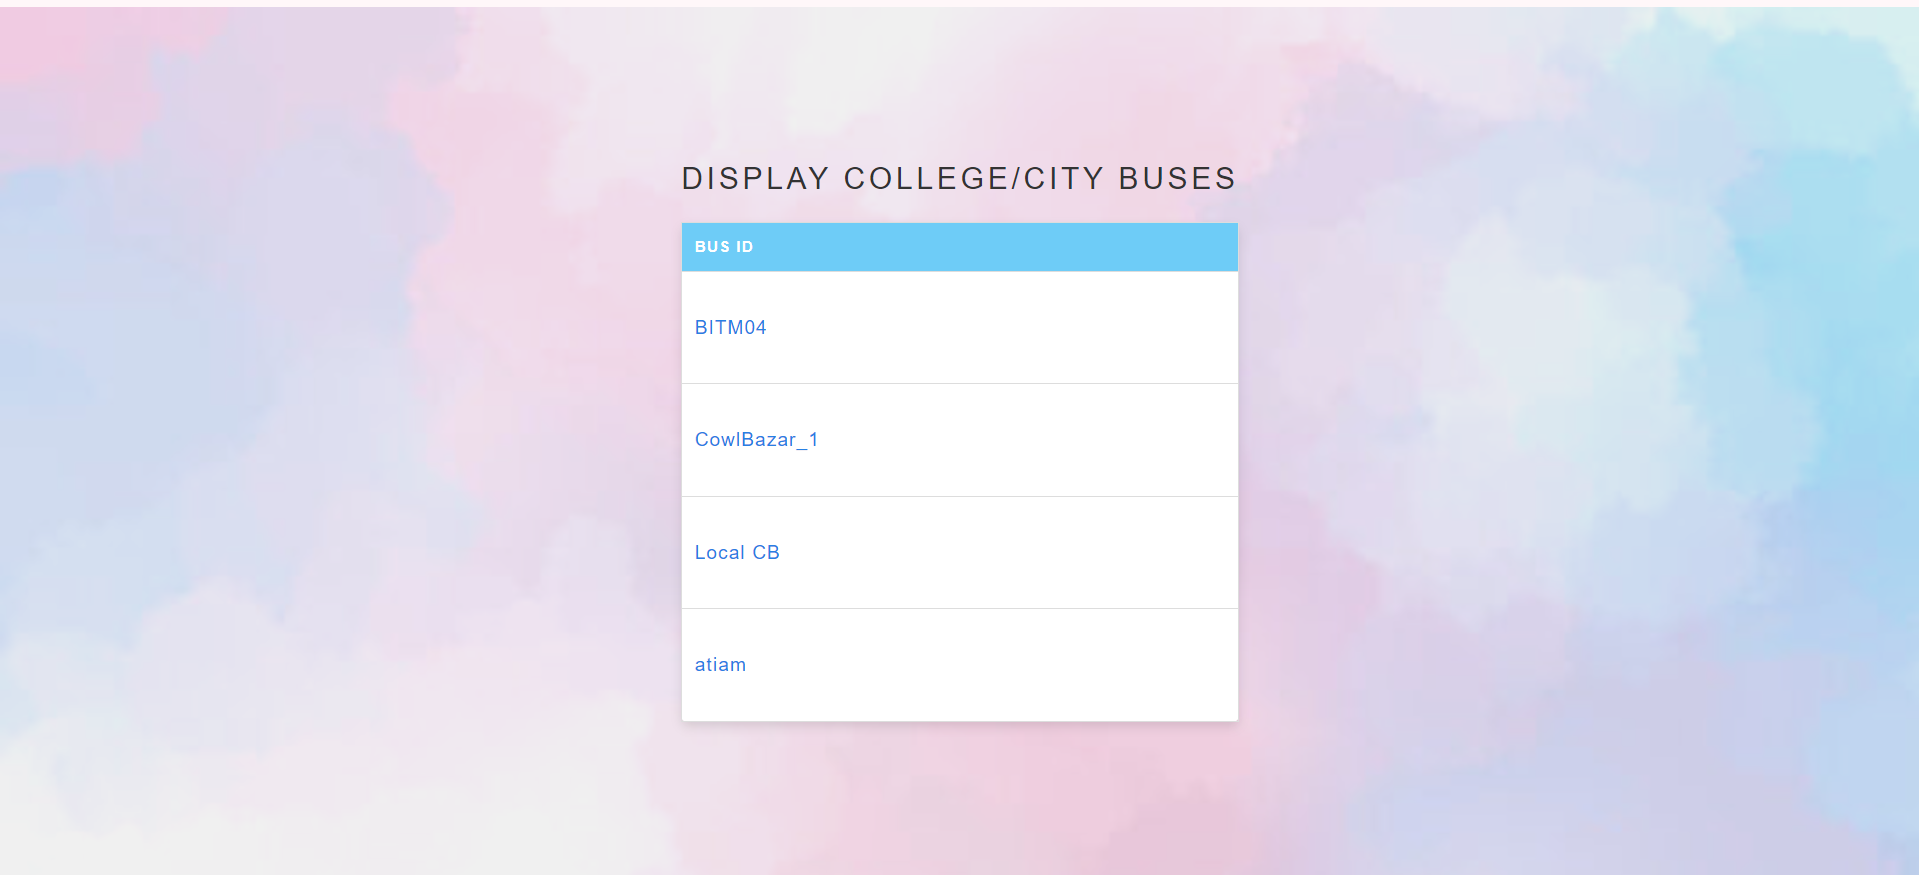 DISPLAY COLLEGE/CITY BUSES
BUS ID
BITM04
CowlBazar_1
Local CB
atiam